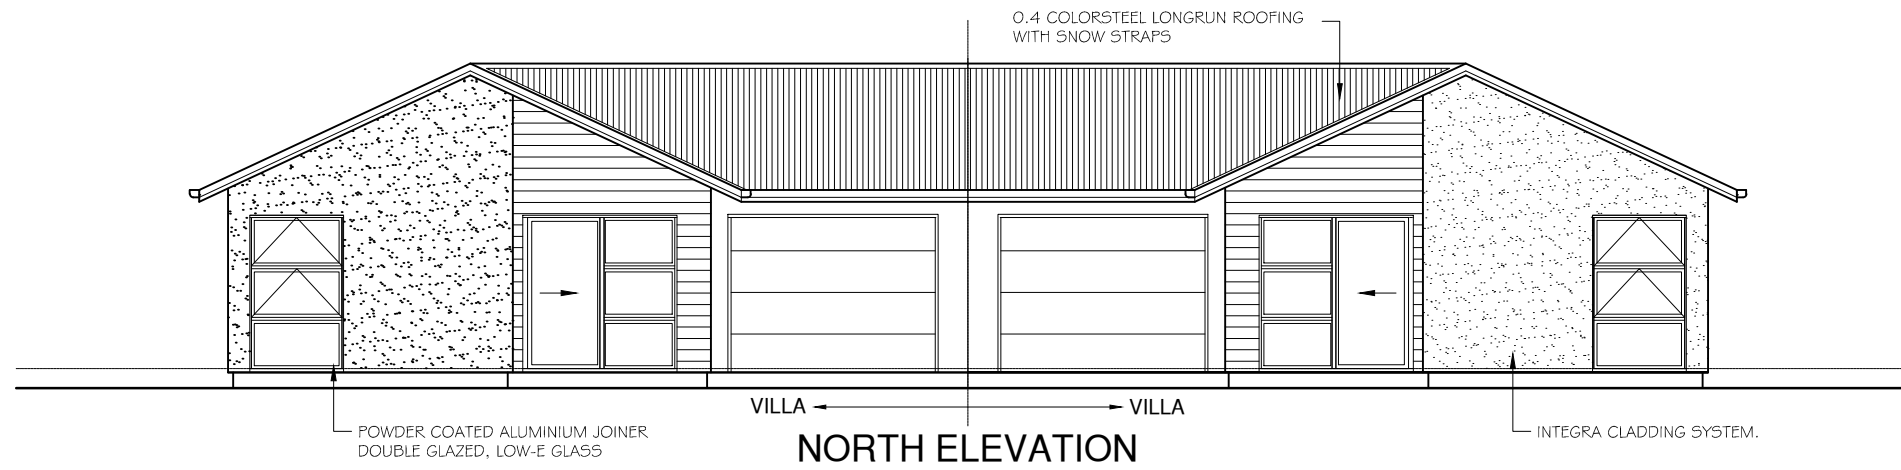 0.4 COLORSTEEL LONGRUN ROOFING
WITH SNOW STRAPS
VILLA
VILLA
NORTH ELEVATION
POWDER COATED ALUMINIUM JOINER
DOUBLE GLAZED, LOW-E GLASS
INTEGRA CLADDING SYSTEM.